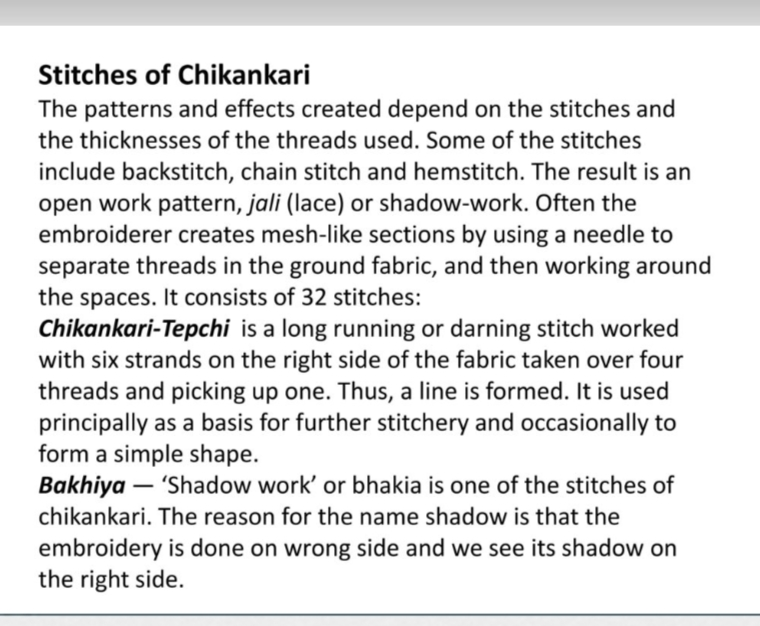 Stitches of Chikankari
The patterns and effects created depend on the stitches and
the thicknesses of the threads used. Some of the stitches
include backstitch, chain stitch and hemstitch. The result is an
open work pattern, jali (lace) or shadow-work. Often the
embroiderer creates mesh-like sections by using a needle to
separate threads in the ground fabric, and then working around
the spaces. It consists of 32 stitches:
Chikankari-Tepchi is a long running or darning stitch worked
with six strands on the right side of the fabric taken over four
threads and picking up one. Thus, a line is formed. It is used
principally as a basis for further stitchery and occasionally to
form a simple shape.
Bakhiya — ‘Shadow work’ or bhakia is one of the stitches of
chikankari. The reason for the name shadow is that the
embroidery is done on wrong side and we see its shadow on
the right side.